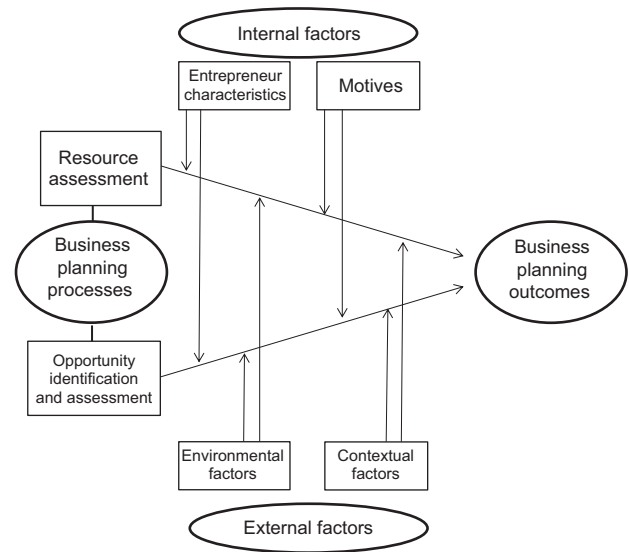 Internal factors
Entrepreneur
characteristics
Motives
Resource
assessment
Business
planning
processes
Business
planning
outcomes
Opportunity
identification
and assessment
Environmental
factors
Contextual
factors
External factors